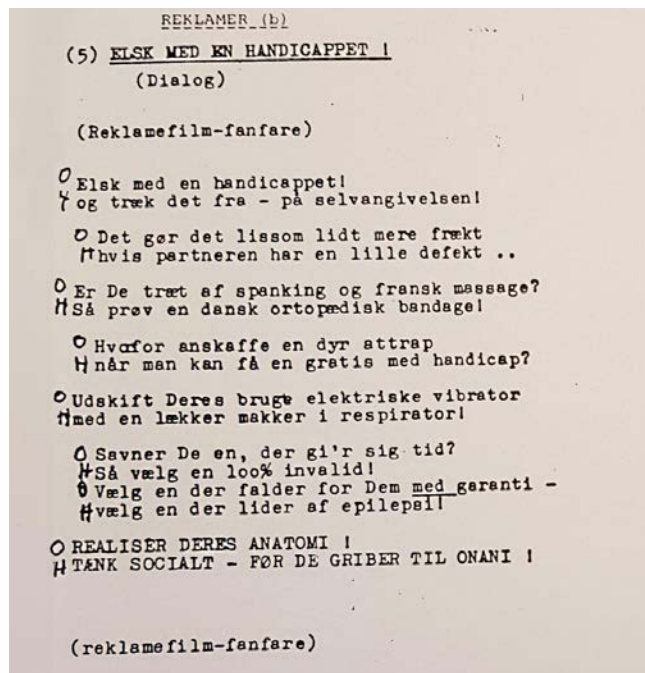 REKLAMER (b)
(5) ELSK MED EN HANDICAPPET !
(Dialog)
(Reklamefilm-fanfare)
O Elsk med en handicappet!
H og træk det fra - på selvangivelsen!
O Det gør det lissom lidt mere frækt
H hvis partneren har en lille defekt ..
O Er De træt af spanking og fransk massage?
H Så prøv en dansk ortopædisk bandage!
O Hvorfor anskaffe en dyr attrap
H når man kan få en gratis med handicap?
O Udskift Deres brugte elektriske vibrator
H med en lækker makker i respirator!
O Savner De en, der gi'r sig tid?
H Så vælg en 100% invalid!
O Vælg en der falder for Dem med garanti -
H vælg en der lider af epilepsi!
O REALISER DERES ANATOMI !
H TÆNK SOCIALT - FØR DE GRIBER TIL ONANI !
(reklamefilm-fanfare)